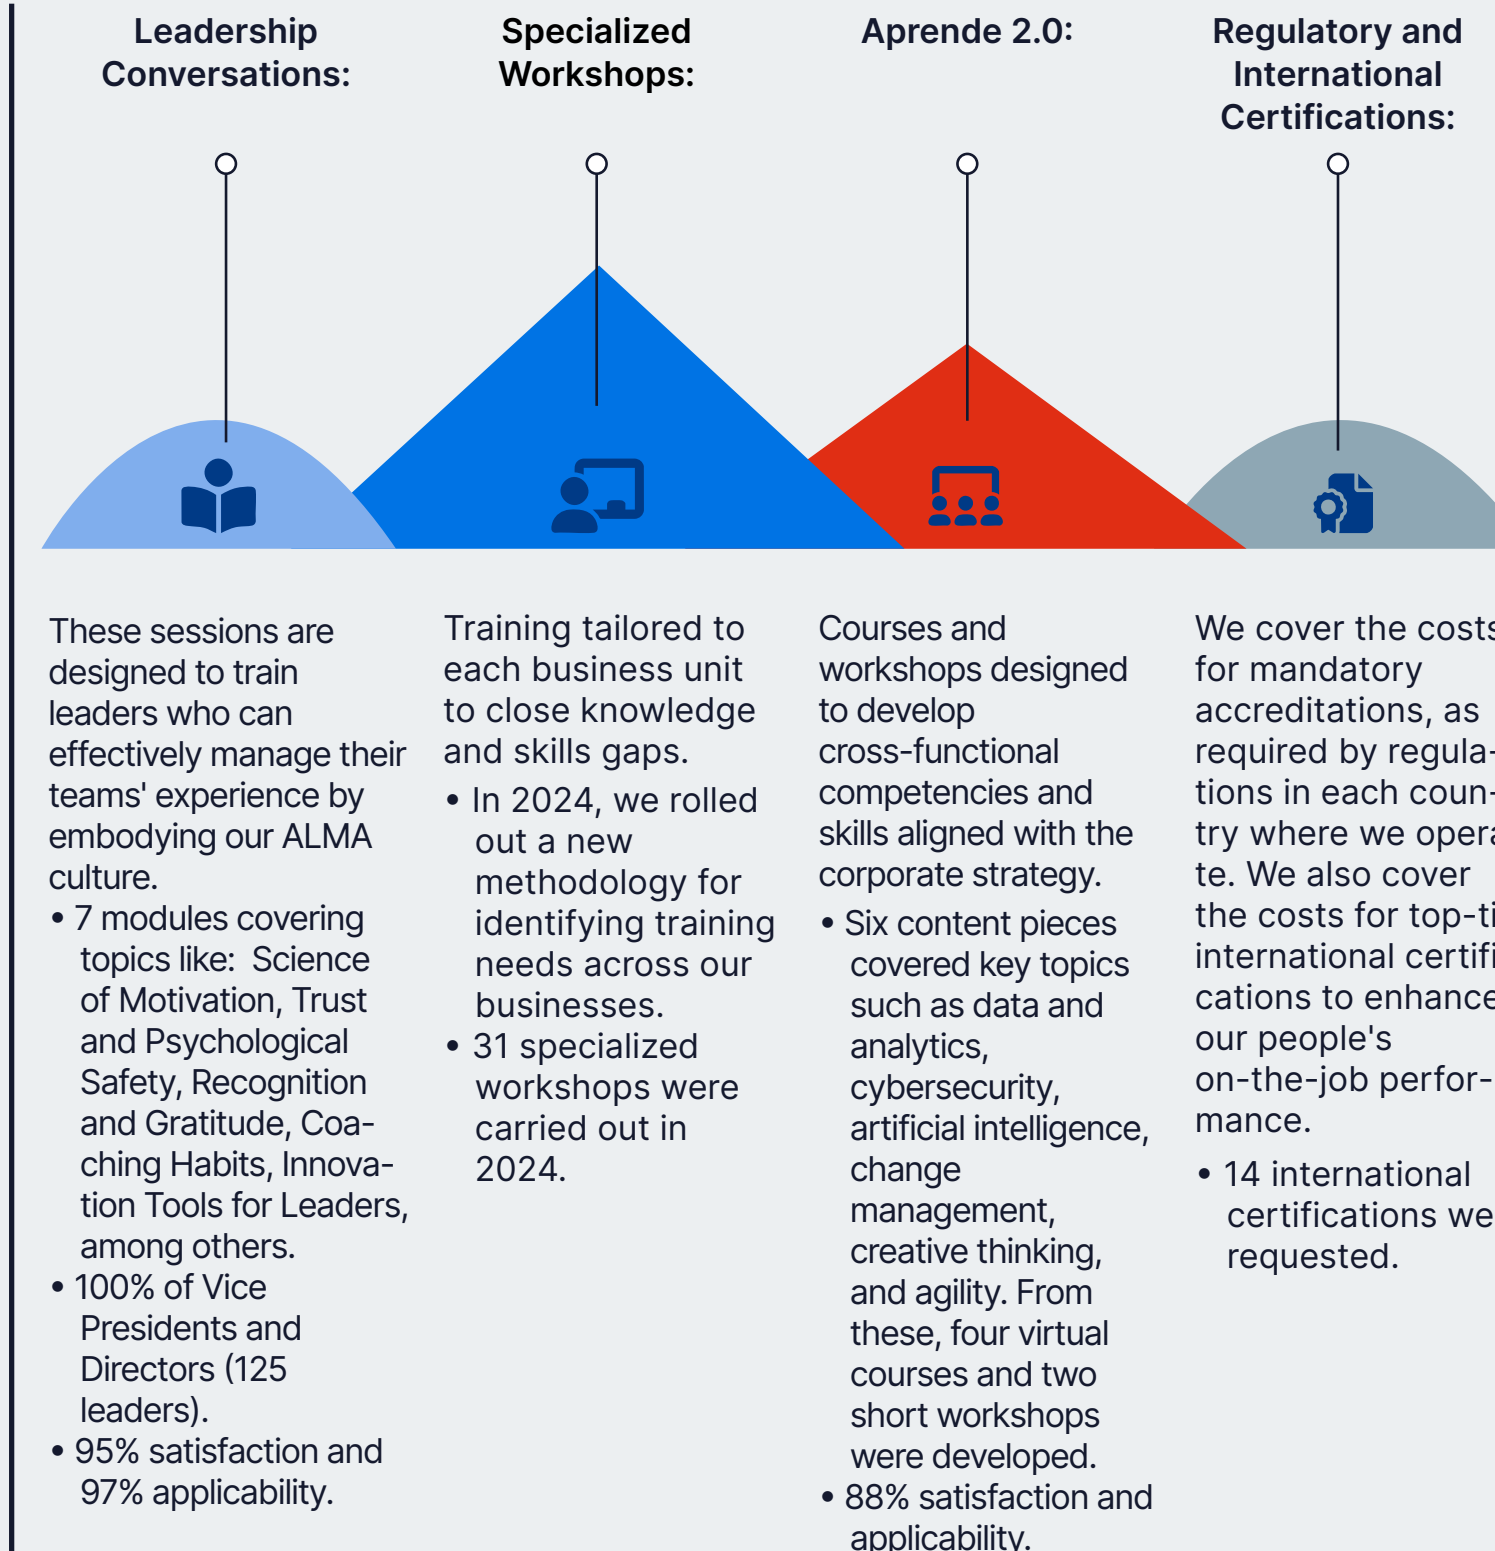 Leadership
Conversations:
Specialized
Workshops:
Aprende 2.0:
Regulatory and
International
Certifications:
These sessions are
designed to train
leaders who can
effectively manage their
teams' experience by
embodying our ALMA
culture.
• 7 modules covering
topics like:  Science
of Motivation, Trust
and Psychological
Safety, Recognition
and Gratitude, Coa-
ching Habits, Innova-
tion Tools for Leaders,
among others.
• 100% of Vice
Presidents and
Directors (125
leaders).
• 95% satisfaction and
97% applicability.
Training tailored to
each business unit
to close knowledge
and skills gaps.
• In 2024, we rolled
out a new
methodology for
identifying training
needs across our
businesses.
• 31 specialized
workshops were
carried out in
2024.
Courses and
workshops designed
to develop
cross-functional
competencies and
skills aligned with the
corporate strategy.
• Six content pieces
covered key topics
such as data and
analytics,
cybersecurity,
artificial intelligence,
change
management,
creative thinking,
and agility. From
these, four virtual
courses and two
short workshops
were developed.
• 88% satisfaction and
applicability.
We cover the costs
for mandatory
accreditations, as
required by regula-
tions in each coun-
try where we opera
te. We also cover
the costs for top-ti
international certifi
cations to enhance
our people's
on-the-job perfor-
mance.
• 14 international
certifications we
requested.